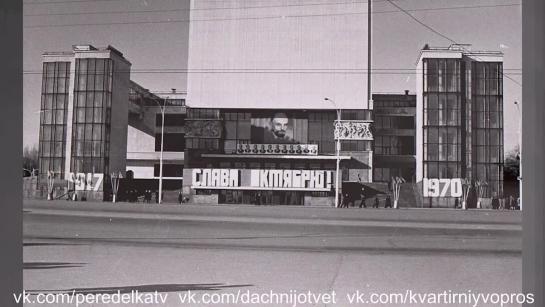 1917 СЛАВА ОКТЯБРЮ! 1970
vk.com/peredelkatv vk.com/dachnijotvet vk.com/kvartirniyvopros